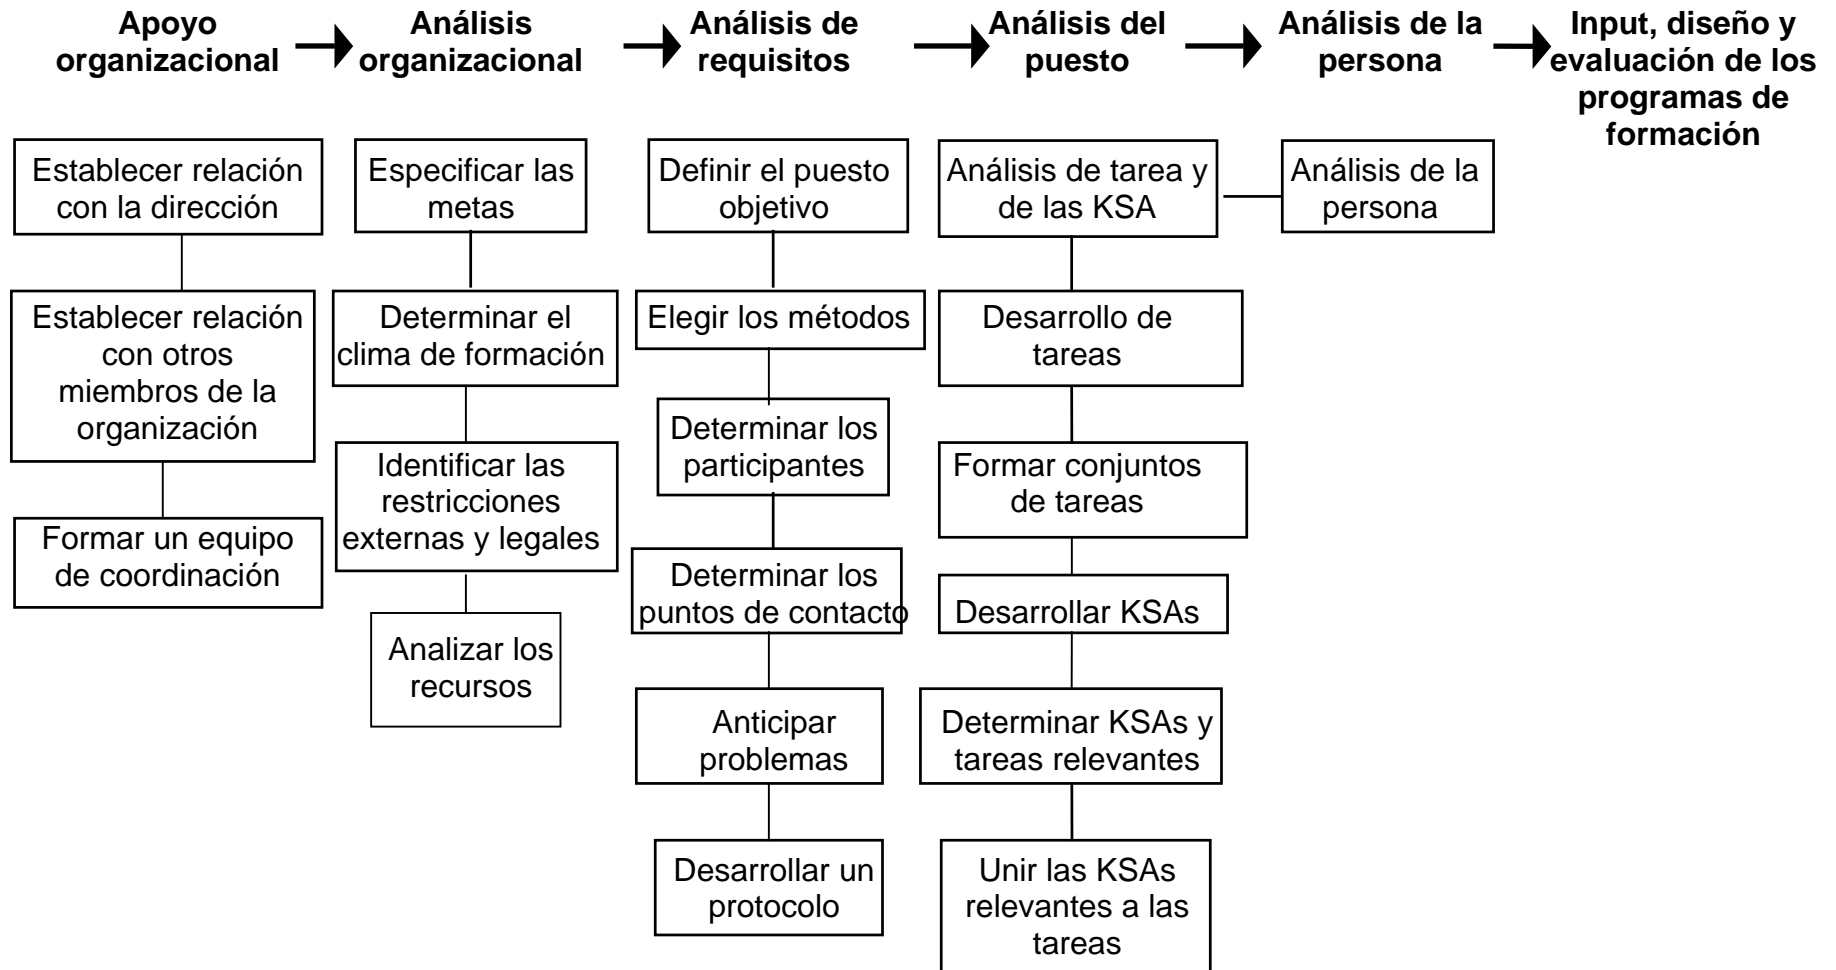 Apoyo
organizacional
Análisis
organizacional
Análisis de
requisitos
Análisis del
puesto
Análisis de la
persona
Input, diseño y
evaluación de los
programas de
formación
Establecer relación
con la dirección
Establecer relación
con otros
miembros de la
organización
Formar un equipo
de coordinación
Especificar las
metas
Determinar el
clima de formación
Identificar las
restricciones
externas y legales
Analizar los
recursos
Definir el puesto
objetivo
Elegir los métodos
Determinar los
participantes
Determinar los
puntos de contacto
Anticipar
problemas
Desarrollar un
protocolo
Análisis de tarea y
de las KSA
Desarrollo de
tareas
Formar conjuntos
de tareas
Desarrollar KSAs
Determinar KSAs y
tareas relevantes
Unir las KSAs
relevantes a las
tareas
Análisis de la
persona